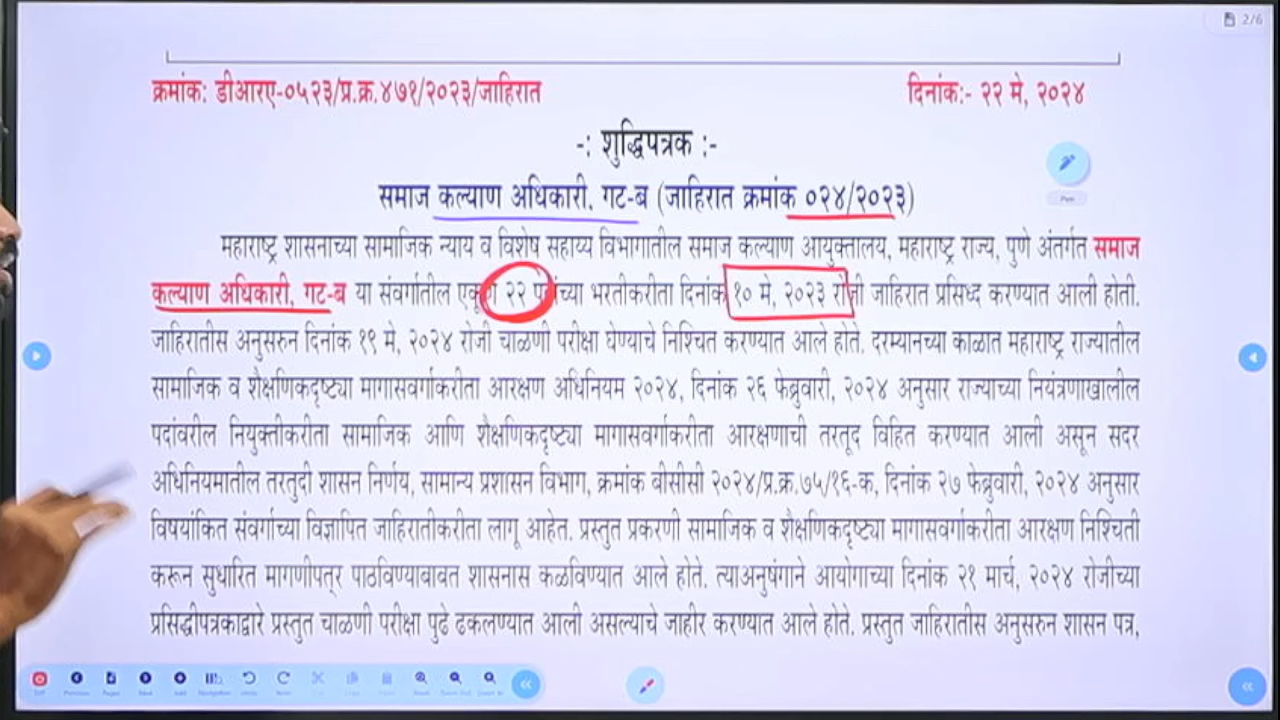 2/6
क्रमांक: डीआरए-०५२३/प्र.क्र.४७१/२०२३/जाहिरात दिनांक:- २२ मे, २०२४
-: शुद्धिपत्रक :-
समाज कल्याण अधिकारी, गट-ब (जाहिरात क्रमांक ०२४/२०२३)
महाराष्ट्र शासनाच्या सामाजिक न्याय व विशेष सहाय्य विभागातील समाज कल्याण आयुक्तालय, महाराष्ट्र राज्य, पुणे अंतर्गत समाज
कल्याण अधिकारी, गट-ब या संवर्गातील एकूण २२ पदांच्या भरतीकरीता दिनांक १० मे, २०२३ रोजी जाहिरात प्रसिध्द करण्यात आली होती.
जाहिरातीस अनुसरुन दिनांक १९ मे, २०२४ रोजी चाळणी परीक्षा घेण्याचे निश्चित करण्यात आले होते. दरम्यानच्या काळात महाराष्ट्र राज्यातील
सामाजिक व शैक्षणिकदृष्ट्या मागासवर्गाकरीता आरक्षण अधिनियम २०२४, दिनांक २६ फेब्रुवारी, २०२४ अनुसार राज्याच्या नियंत्रणाखालील
पदांवरील नियुक्तीकरीता सामाजिक आणि शैक्षणिकदृष्ट्या मागासवर्गाकरीता आरक्षणाची तरतूद विहित करण्यात आली असून सदर
अधिनियमातील तरतुदी शासन निर्णय, सामान्य प्रशासन विभाग, क्रमांक बीसीसी २०२४/प्र.क्र.७५/१६-क, दिनांक २७ फेब्रुवारी, २०२४ अनुसार
विषयांकित संवर्गाच्या विज्ञापित जाहिरातीकरीता लागू आहेत. प्रस्तुत प्रकरणी सामाजिक व शैक्षणिकदृष्ट्या मागासवर्गाकरीता आरक्षण निश्चिती
करून सुधारित मागणीपत्र पाठविण्याबाबत शासनास कळविण्यात आले होते. त्याअनुषंगाने आयोगाच्या दिनांक २१ मार्च, २०२४ रोजीच्या
प्रसिद्धीपत्रकाद्वारे प्रस्तुत चाळणी परीक्षा पुढे ढकलण्यात आली असल्याचे जाहीर करण्यात आले होते. प्रस्तुत जाहिरातीस अनुसरुन शासन पत्र,